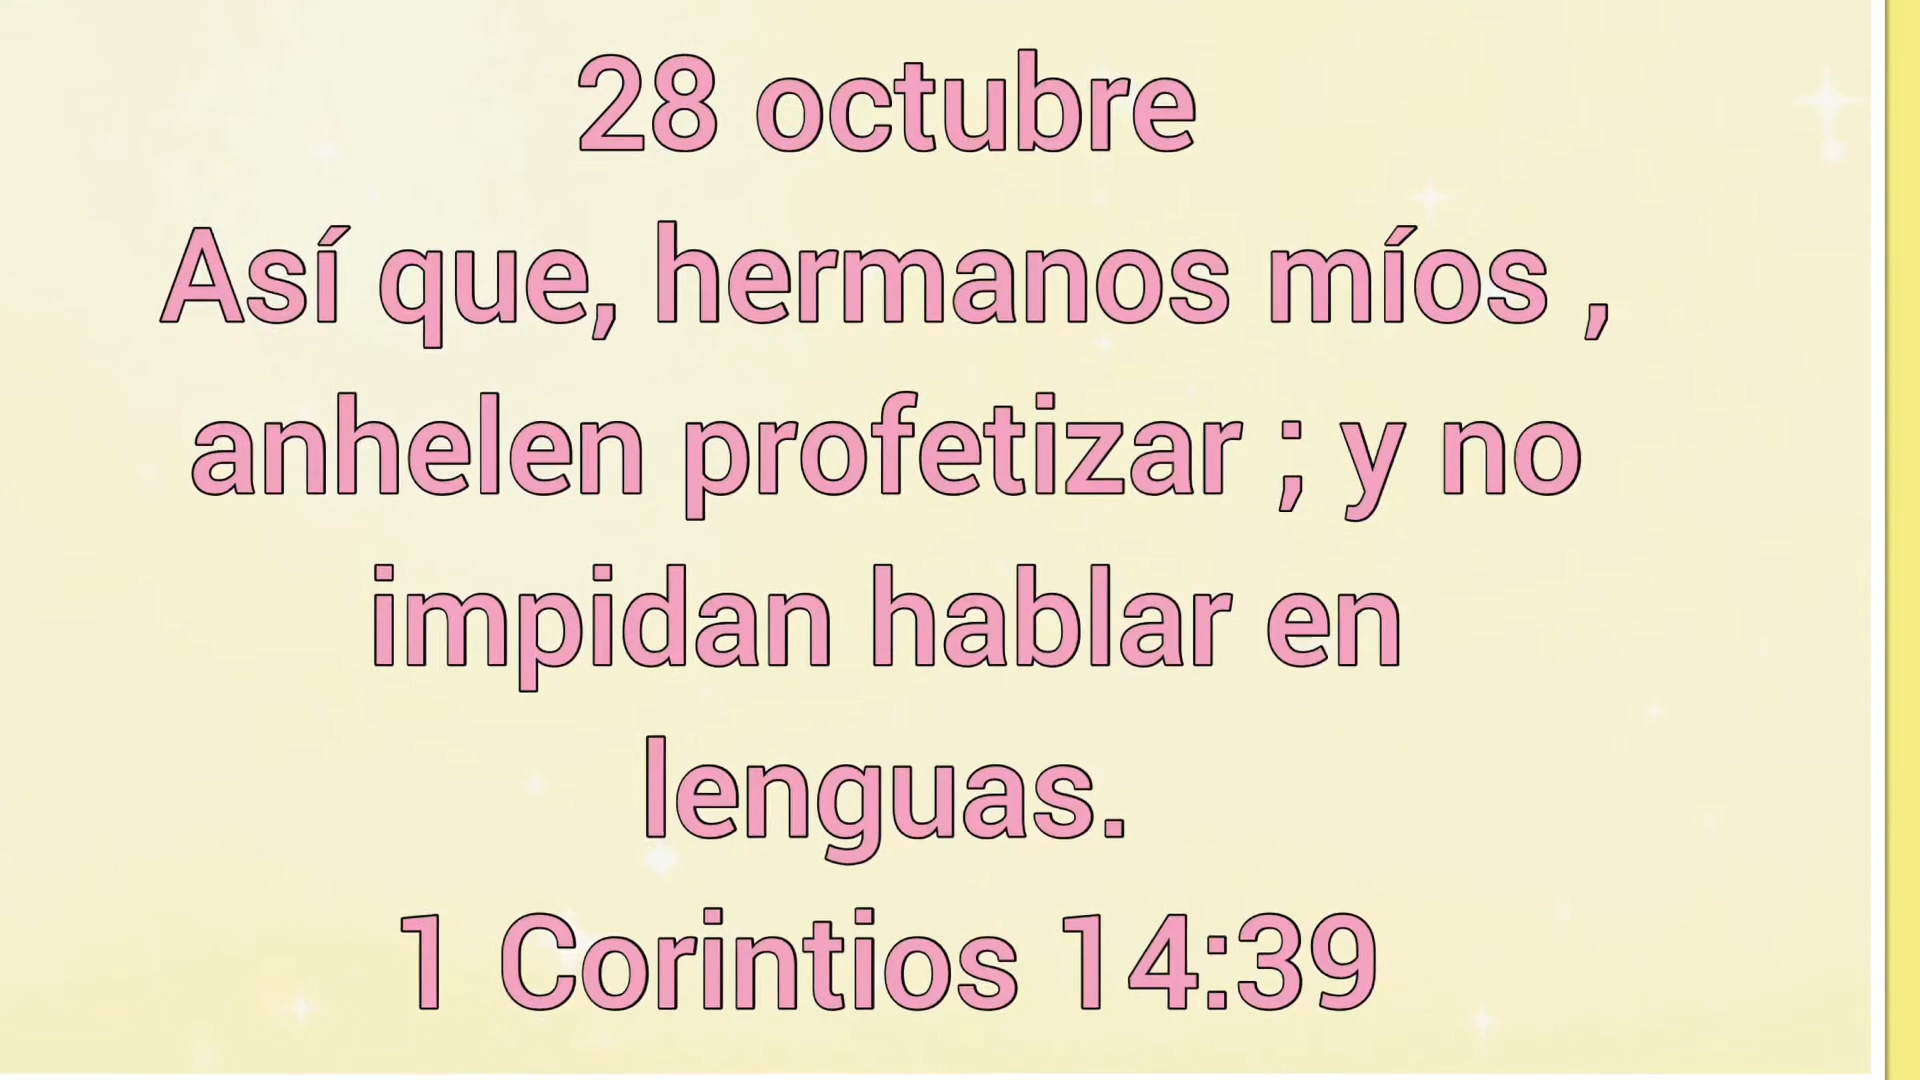 28 octubre
Así que, hermanos míos ,
anhelen profetizar ; y no
impidan hablar en
lenguas.
1 Corintios 14:39